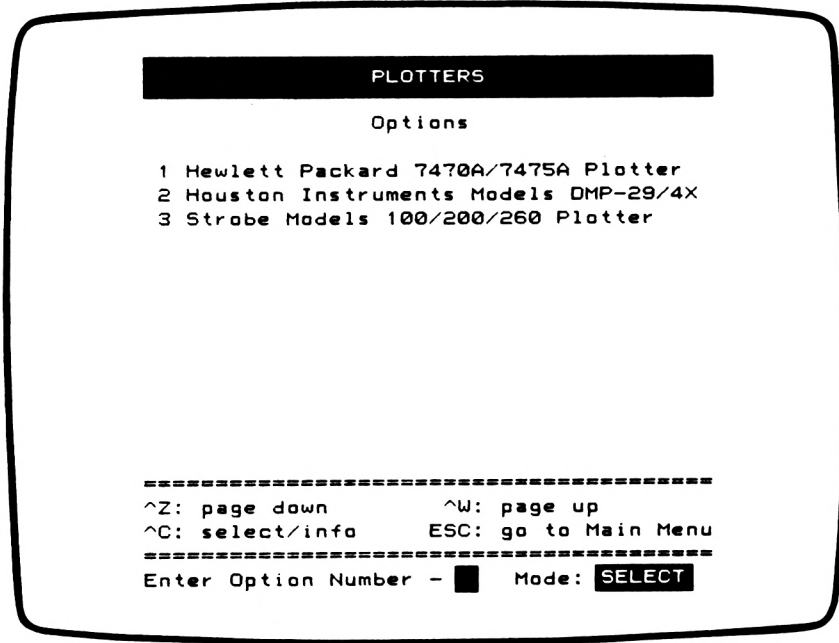 PLOTTERS
Options
1 Hewlett Packard 7470A/7475A Plotter
2 Houston Instruments Models DMP-29/4X
3 Strobe Models 100/200/260 Plotter
========================================
^Z: page down ^W: page up
^C: select/info ESC: go to Main Menu
========================================
Enter Option Number - Mode: SELECT